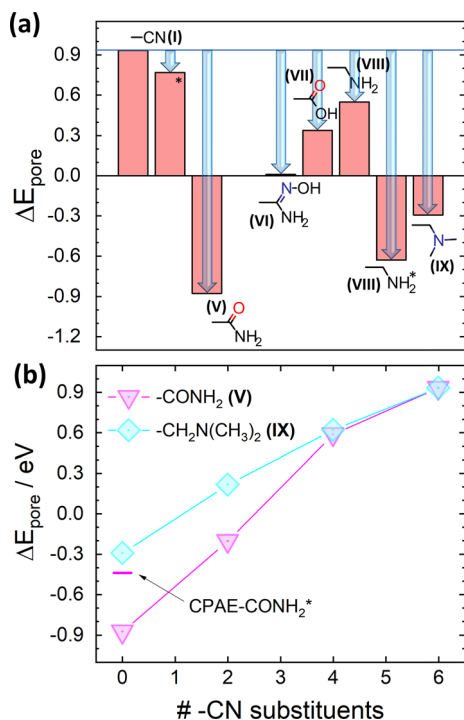 (a)
–CN(I)
ΔE_pore
0.9
0.6
0.3
0.0
-0.3
-0.6
-0.9
-1.2
*
(V)
O
NH₂
(VI)
N–OH
NH₂
(VII)
O
OH
(VIII)
NH₂
(VIII)
NH₂*
(IX)
N
(b)
ΔE_pore / eV
0.9
0.6
0.3
0.0
-0.3
-0.6
-0.9
-CONH₂ (V)
-CH₂N(CH₃)₂ (IX)
CPAE-CONH₂*
0 1 2 3 4 5 6
# -CN substituents